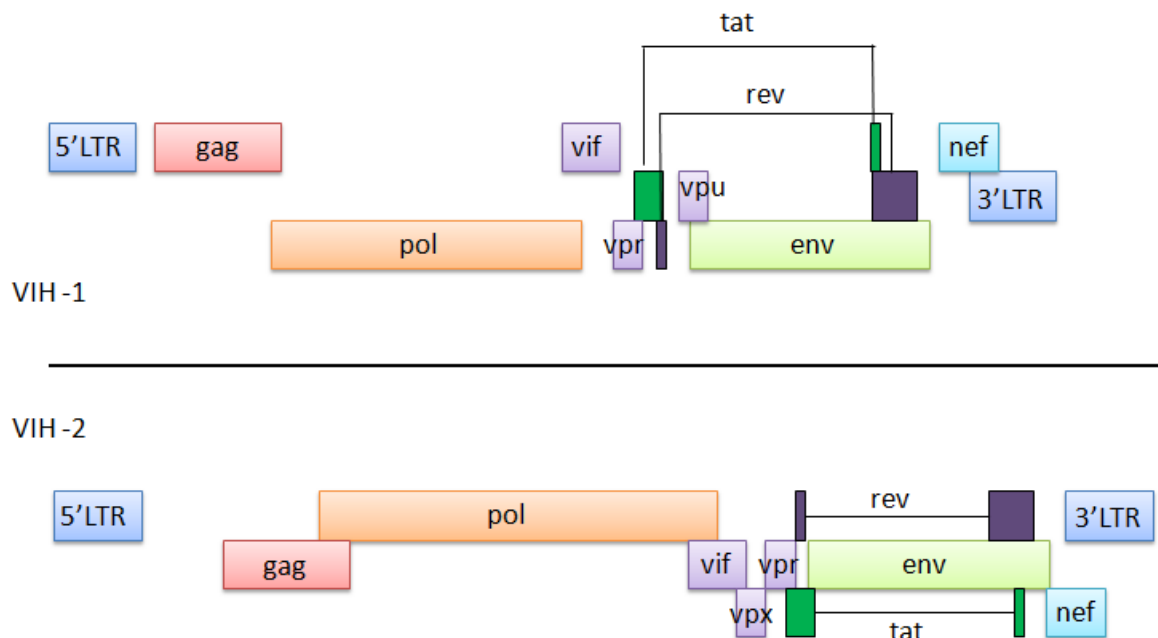 tat
rev
5'LTR
gag
vif
nef
vpu
3'LTR
pol
vpr
env
VIH -1
VIH -2
5'LTR
pol
rev
3'LTR
gag
vif
vpr
env
vpx
tat
nef